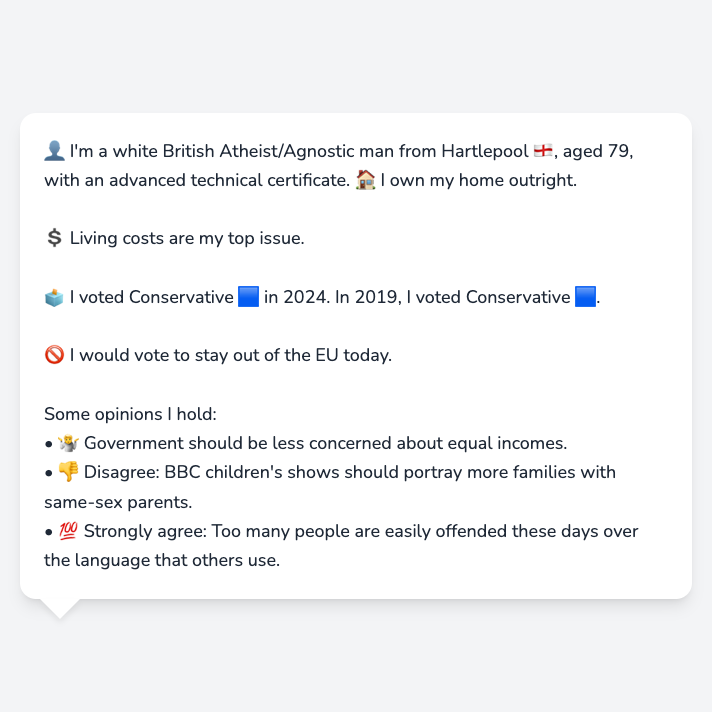 👤 I'm a white British Atheist/Agnostic man from Hartlepool 🏴󠁧󠁢󠁥󠁮󠁧󠁿, aged 79,
with an advanced technical certificate. 🏠 I own my home outright.
💲 Living costs are my top issue.
🗳️ I voted Conservative 🟦 in 2024. In 2019, I voted Conservative 🟦.
🚫 I would vote to stay out of the EU today.
Some opinions I hold:
• 🤷 Government should be less concerned about equal incomes.
• 👎 Disagree: BBC children's shows should portray more families with
same-sex parents.
• 💯 Strongly agree: Too many people are easily offended these days over
the language that others use.